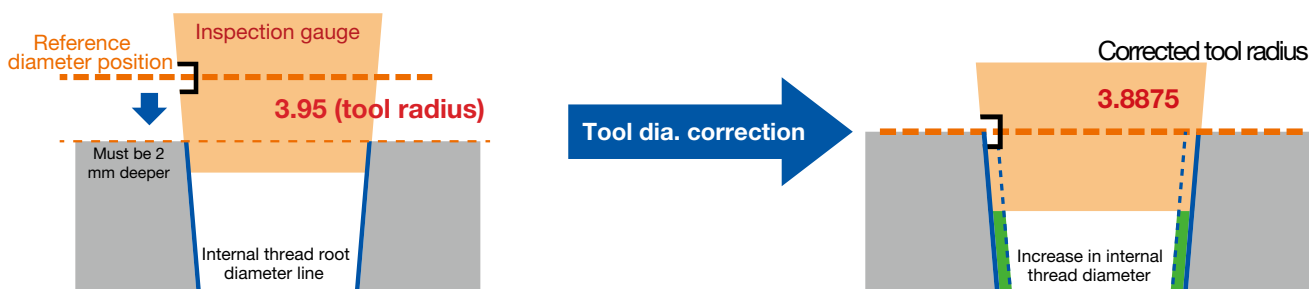 Inspection gauge
Reference
diameter position
3.95 (tool radius)
Must be 2
mm deeper
Internal thread root
diameter line
Tool dia. correction
Corrected tool radius
3.8875
Increase in internal
thread diameter